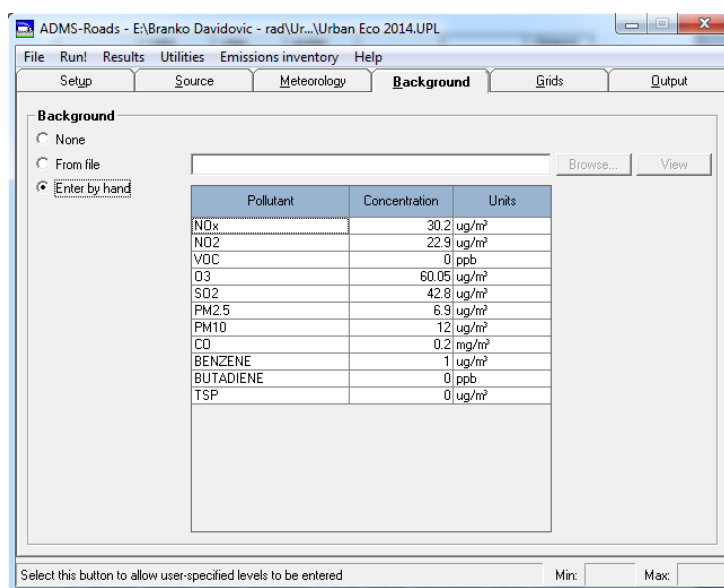 ADMS-Roads - E:\Branko Davidovic - rad\Ur...\Urban Eco 2014.UPL
File Run! Results Utilities Emissions inventory Help
Setup Source Meteorology Background Grids Output
Background
None
From file Browse... View
Enter by hand
Pollutant Concentration Units
NOx 30.2 ug/m³
NO2 22.9 ug/m³
VOC 0 ppb
O3 60.05 ug/m³
SO2 42.8 ug/m³
PM2.5 6.9 ug/m³
PM10 12 ug/m³
CO 0.2 mg/m³
BENZENE 1 ug/m³
BUTADIENE 0 ppb
TSP 0 ug/m³
Select this button to allow user-specified levels to be entered Min: Max: